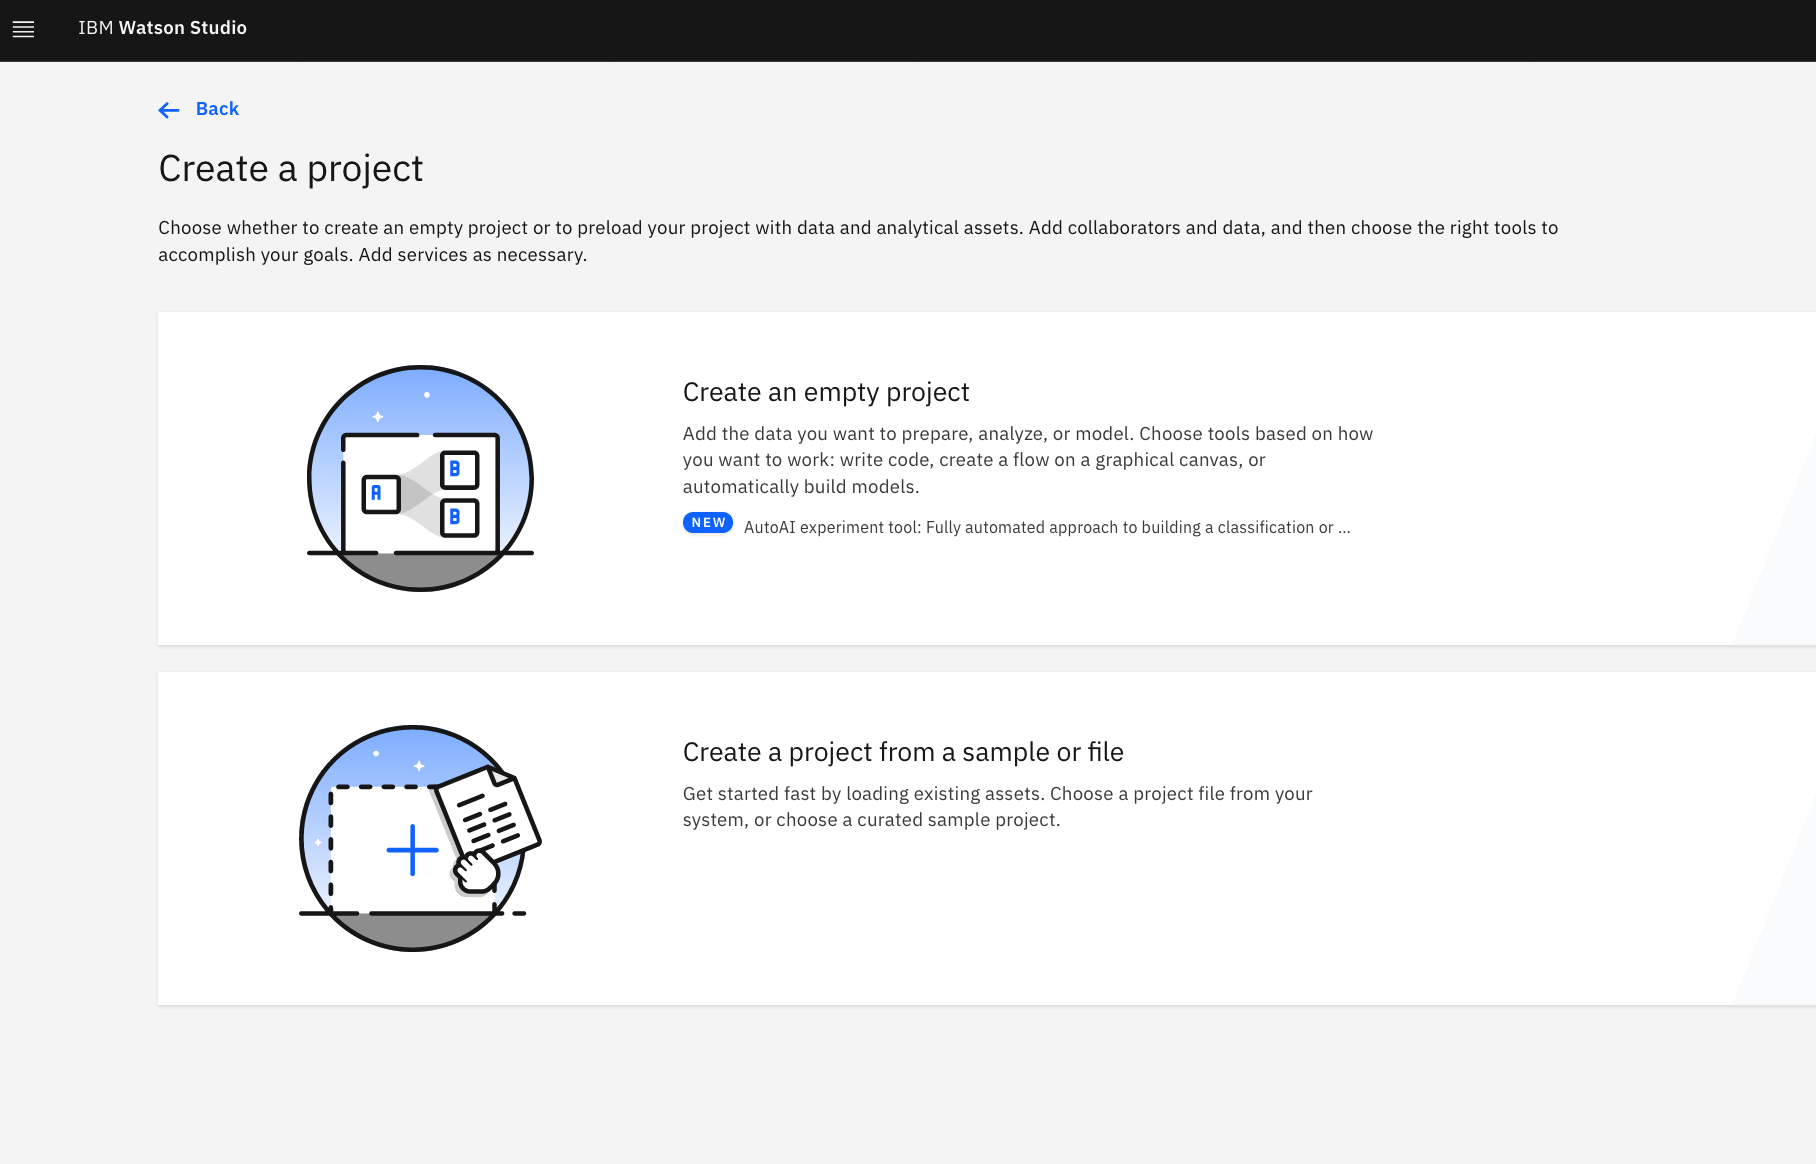 IBM Watson Studio
Back
Create a project
Choose whether to create an empty project or to preload your project with data and analytical assets. Add collaborators and data, and then choose the right tools to
accomplish your goals. Add services as necessary.
A
B
B
Create an empty project
Add the data you want to prepare, analyze, or model. Choose tools based on how
you want to work: write code, create a flow on a graphical canvas, or
automatically build models.
NEW AutoAI experiment tool: Fully automated approach to building a classification or ...
Create a project from a sample or file
Get started fast by loading existing assets. Choose a project file from your
system, or choose a curated sample project.